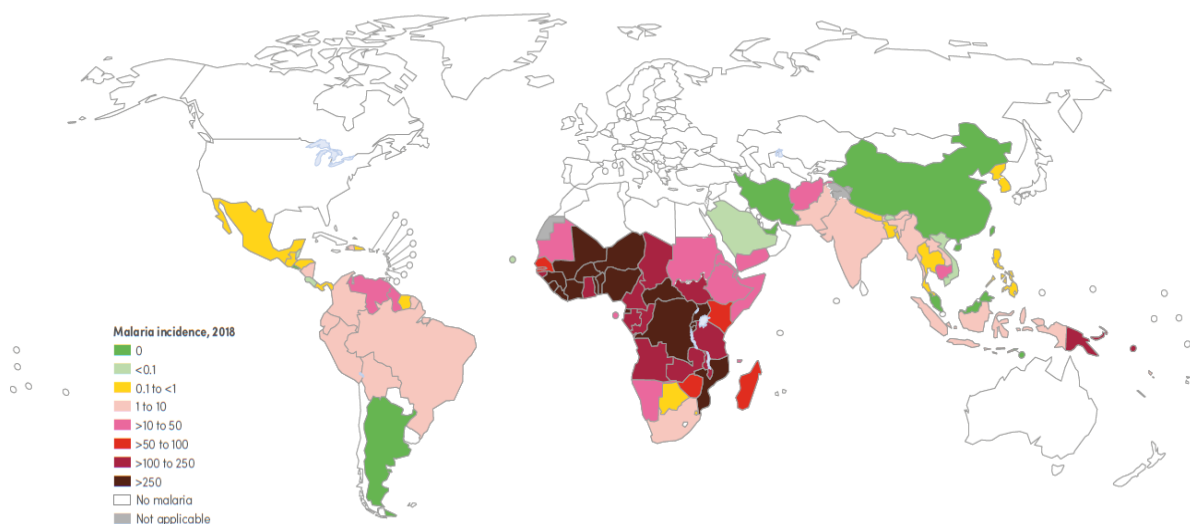 Malaria incidence, 2018
0
<0.1
0.1 to <1
1 to 10
>10 to 50
>50 to 100
>100 to 250
>250
No malaria
Not applicable